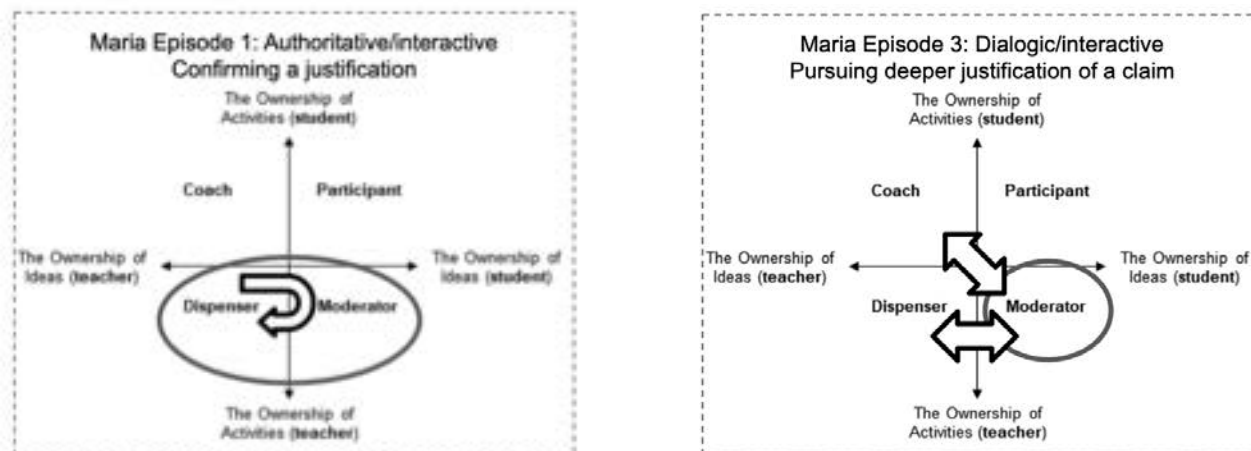 Maria Episode 1: Authoritative/interactive
Confirming a justification
The Ownership of
Activities (student)
Coach
Participant
The Ownership of
Ideas (teacher)
The Ownership of
Ideas (student)
Dispenser
Moderator
The Ownership of
Activities (teacher)
Maria Episode 3: Dialogic/interactive
Pursuing deeper justification of a claim
The Ownership of
Activities (student)
Coach
Participant
The Ownership of
Ideas (teacher)
The Ownership of
Ideas (student)
Dispenser
Moderator
The Ownership of
Activities (teacher)